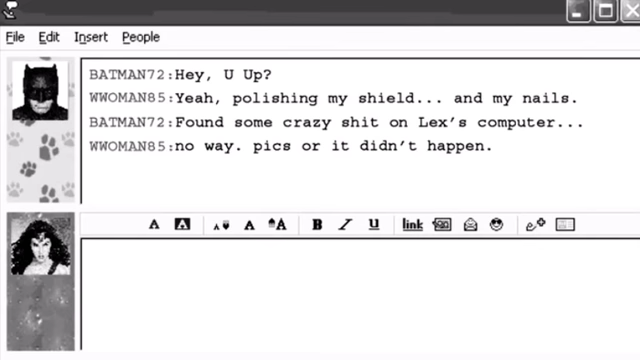 File Edit Insert People
BATMAN72:Hey, U Up?
WWOMAN85:Yeah, polishing my shield... and my nails.
BATMAN72:Found some crazy shit on Lex's computer...
WWOMAN85:no way. pics or it didn't happen.
A A A A A B I U link